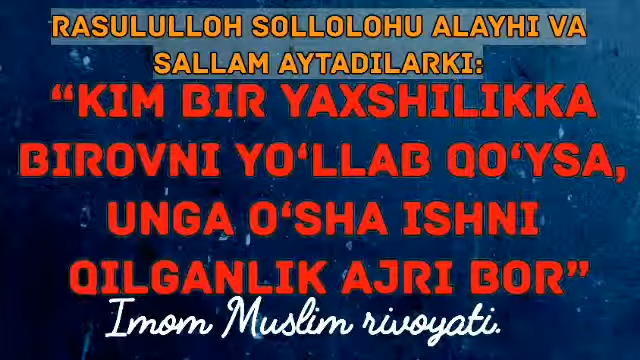 RASULULLOH SOLLOLOHU ALAYHI VA
SALLAM AYTADILARKI:
“KIM BIR YAXSHILIKKA
BIROVNI YO‘LLAB QO‘YSA,
UNGA O‘SHA ISHNI
QILGANLIK AJRI BOR”
Imom Muslim rivoyati.